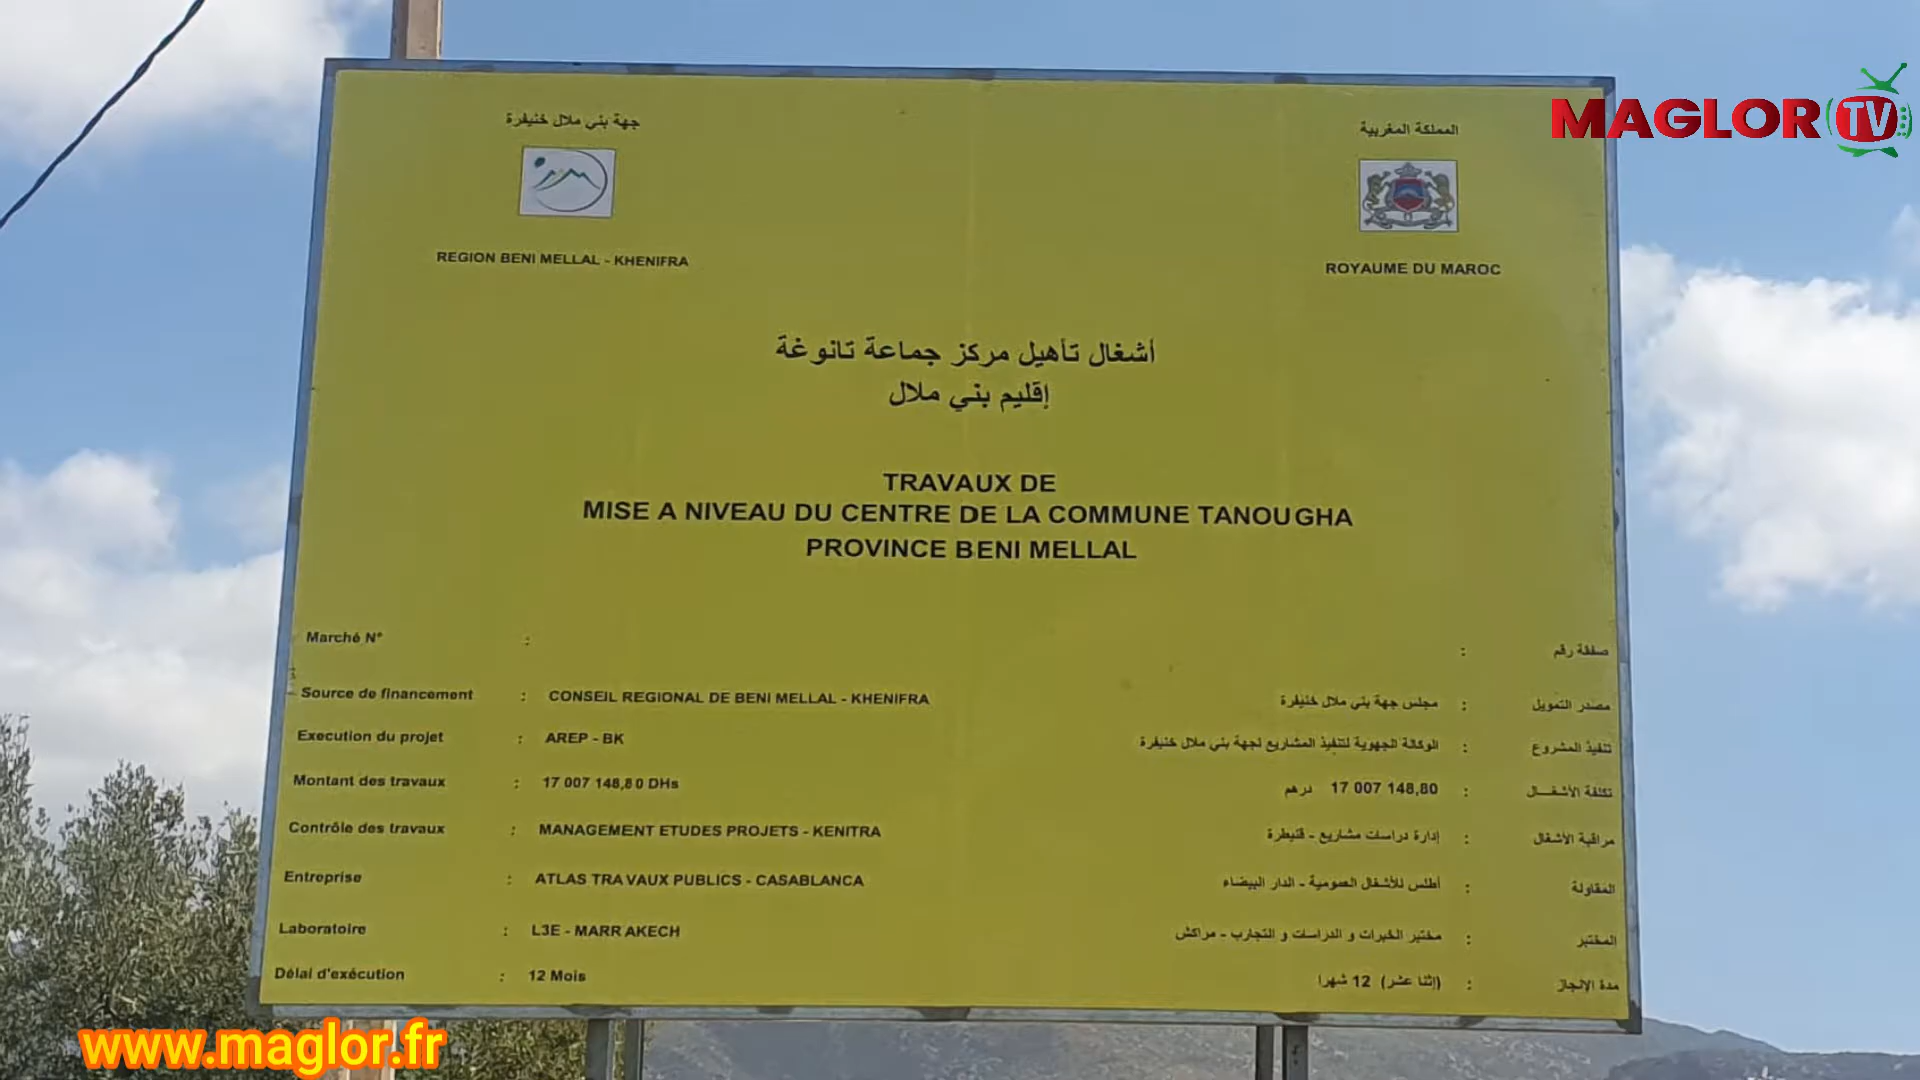 MAGLOR TV
جهة بني ملال خنيفرة
المملكة المغربية
REGION BENI MELLAL - KHENIFRA
ROYAUME DU MAROC
أشغال تأهيل مركز جماعة تانوغة
إقليم بني ملال
TRAVAUX DE
MISE A NIVEAU DU CENTRE DE LA COMMUNE TANOUGHA
PROVINCE BENI MELLAL
Marché N° :
صفقة رقم :
Source de financement : CONSEIL REGIONAL DE BENI MELLAL - KHENIFRA
مصدر التمويل : مجلس جهة بني ملال خنيفرة
Execution du projet : AREP - BK
تنفيذ المشروع : الوكالة الجهوية لتنفيذ المشاريع لجهة بني ملال خنيفرة
Montant des travaux : 17 007 148,80 DHs
تكلفة الأشغـــال : 17 007 148,80 درهم
Contrôle des travaux : MANAGEMENT ETUDES PROJETS - KENITRA
مراقبة الأشغال : إدارة دراسات مشاريع - قنيطرة
Entreprise : ATLAS TRAVAUX PUBLICS - CASABLANCA
المقاولة : أطلس للأشغال العمومية - الدار البيضاء
Laboratoire : L3E - MARRAKECH
المختبر : مختبر الخبرات و الدراسات و التجارب - مراكش
Délai d'exécution : 12 Mois
مدة الإنجاز : (إثنا عشر) 12 شهرا
www.maglor.fr